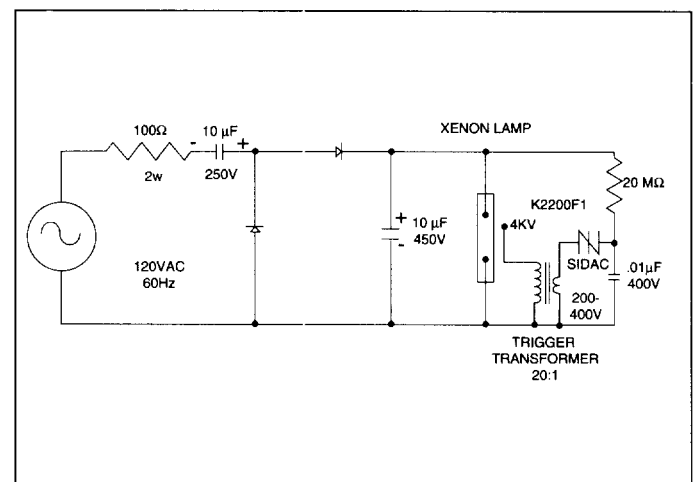 XENON LAMP
100Ω
10 µF
- +
2w
250V
20 MΩ
K2200F1
4KV
+
10 µF
450V
-
SIDAC
.01µF
400V
120VAC
60Hz
200-
400V
TRIGGER
TRANSFORMER
20:1